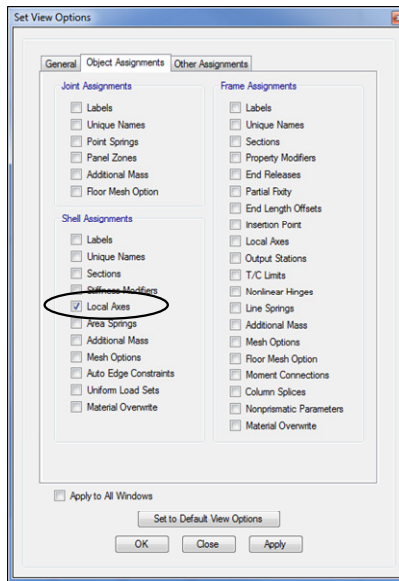 Set View Options
General
Object Assignments
Other Assignments
Joint Assignments
Labels
Unique Names
Point Springs
Panel Zones
Additional Mass
Floor Mesh Option
Shell Assignments
Labels
Unique Names
Sections
Stiffness Modifiers
Local Axes
Area Springs
Additional Mass
Mesh Options
Auto Edge Constraints
Uniform Load Sets
Material Overwrite
Frame Assignments
Labels
Unique Names
Sections
Property Modifiers
End Releases
Partial Fixity
End Length Offsets
Insertion Point
Local Axes
Output Stations
T/C Limits
Nonlinear Hinges
Line Springs
Additional Mass
Mesh Options
Floor Mesh Option
Moment Connections
Column Splices
Nonprismatic Parameters
Material Overwrite
Apply to All Windows
Set to Default View Options
OK
Close
Apply